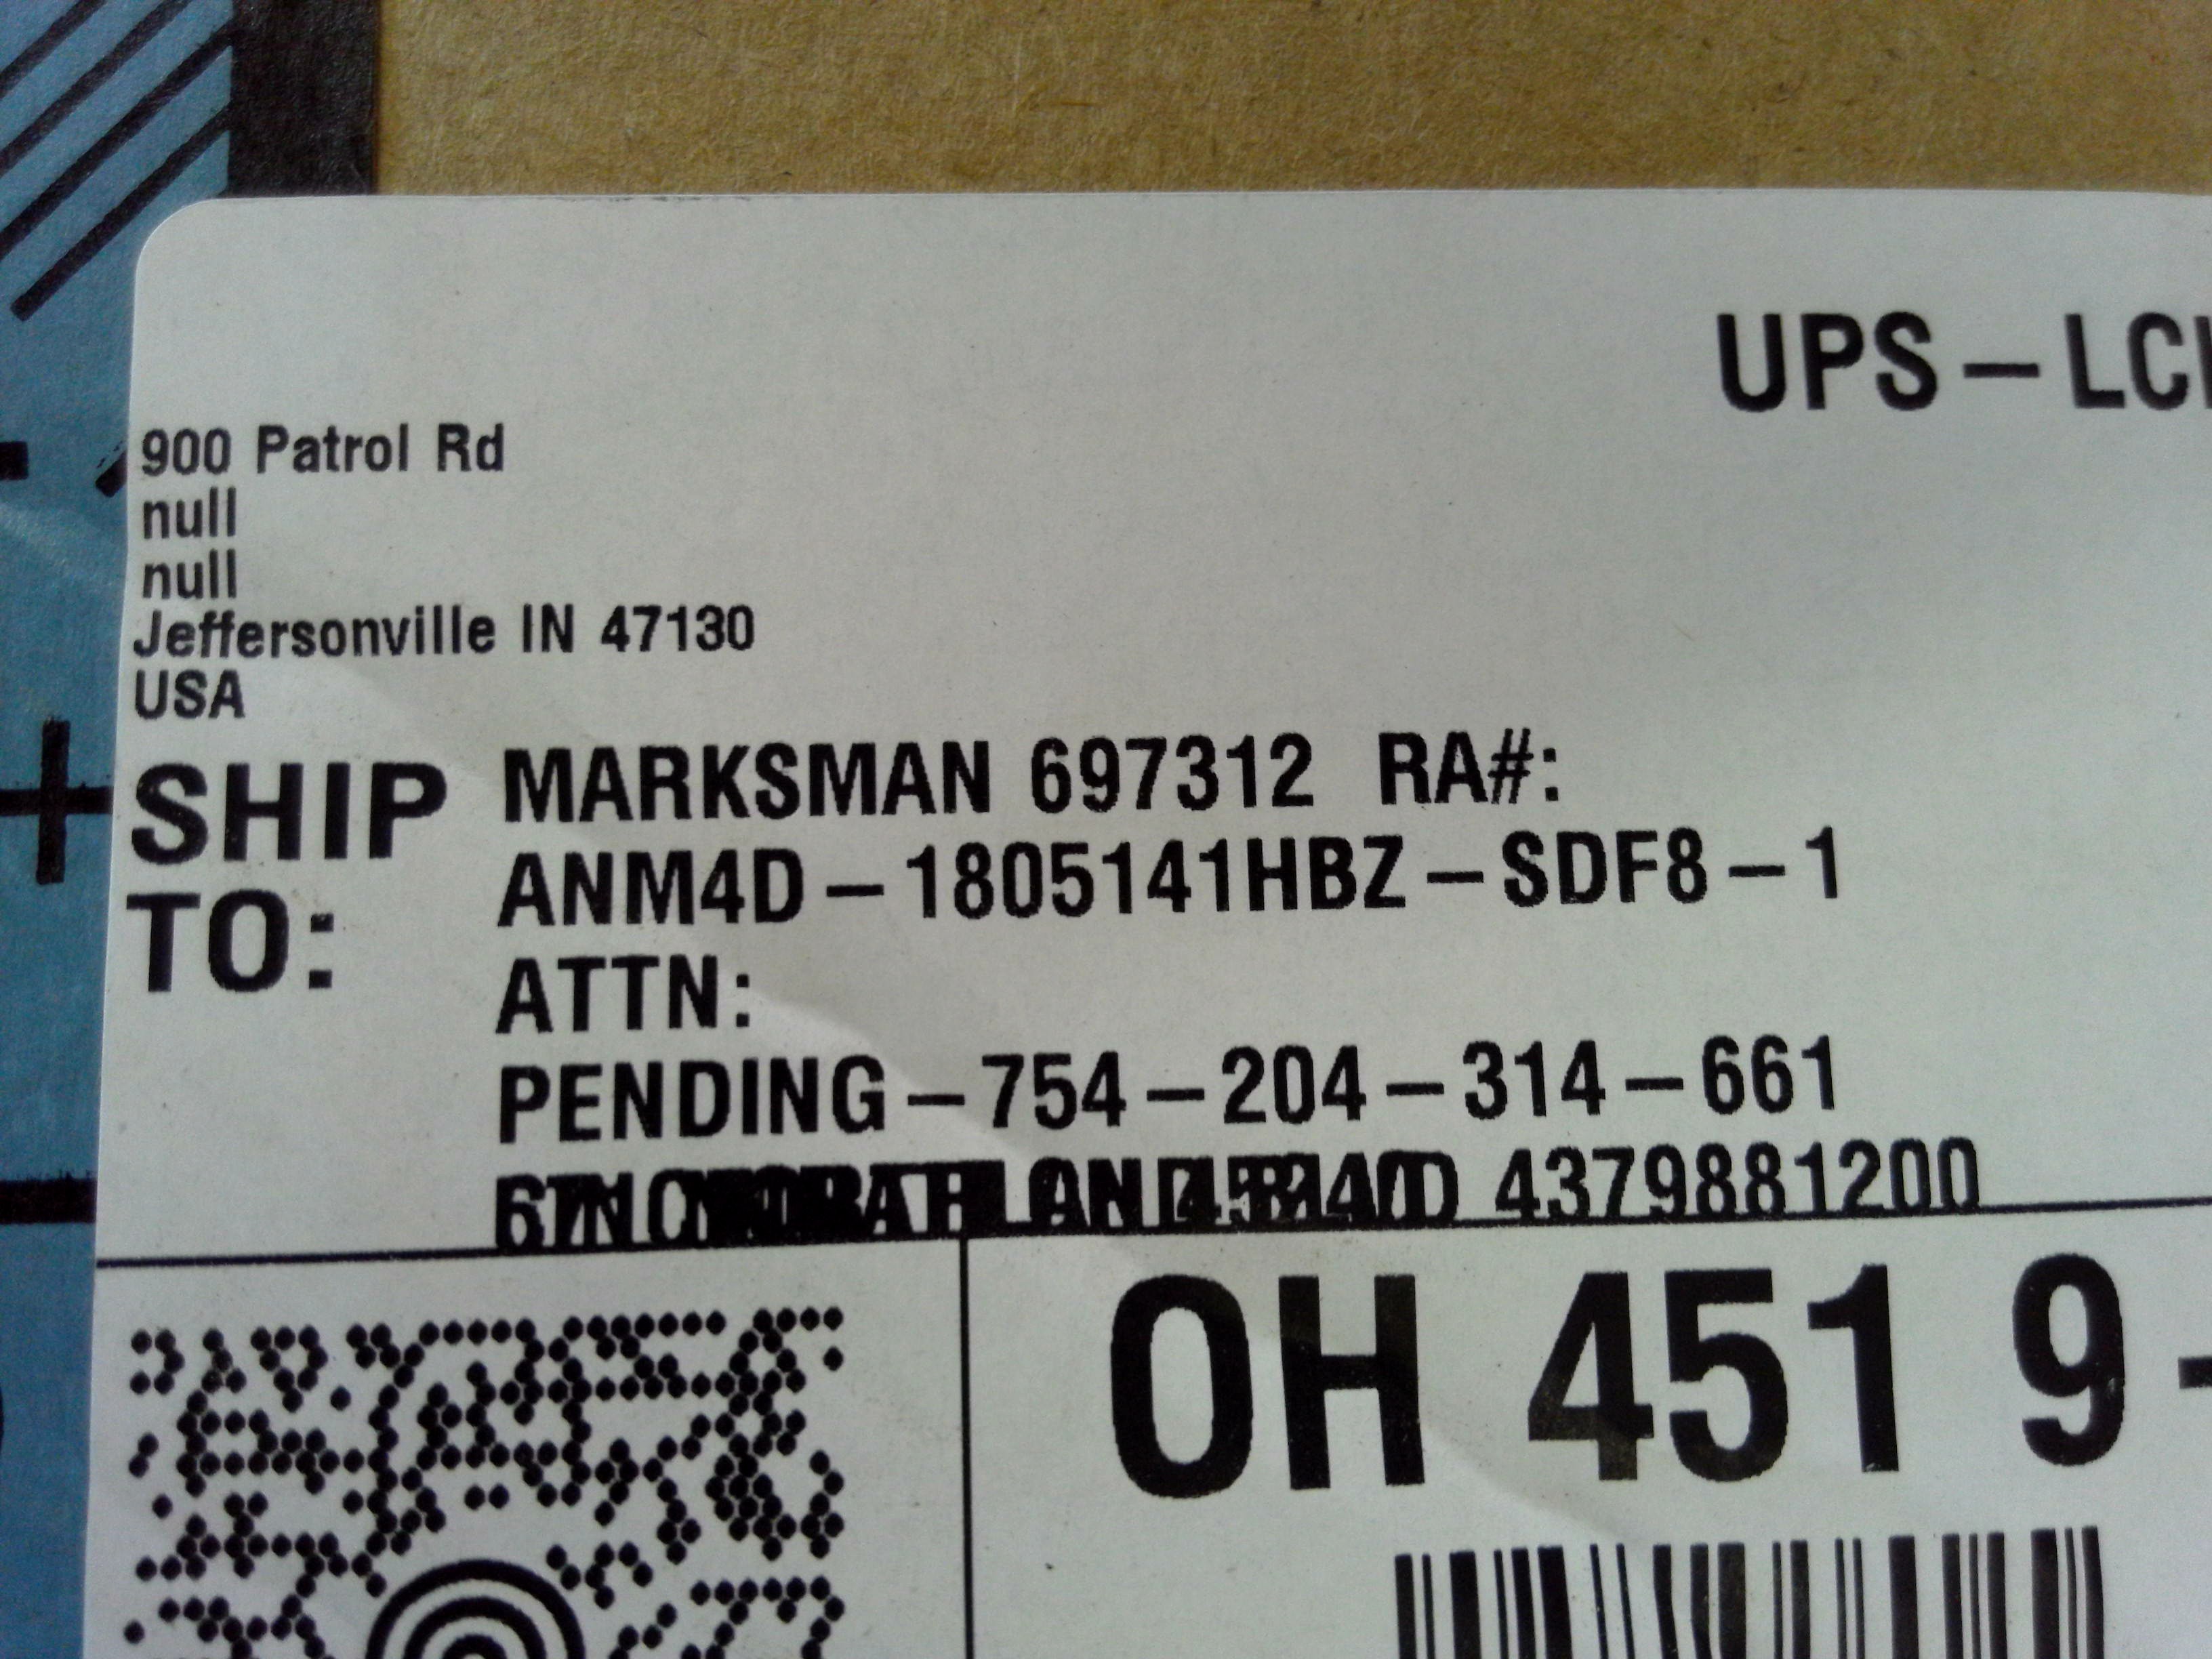 UPS-LC
900 Patrol Rd
null
null
Jeffersonville IN 47130
USA
SHIP TO:
MARKSMAN 697312 RA#:
ANM4D-1805141HBZ-SDF8-1
ATTN:
PENDING-754-204-314-661
4379881200
OH 451 9-